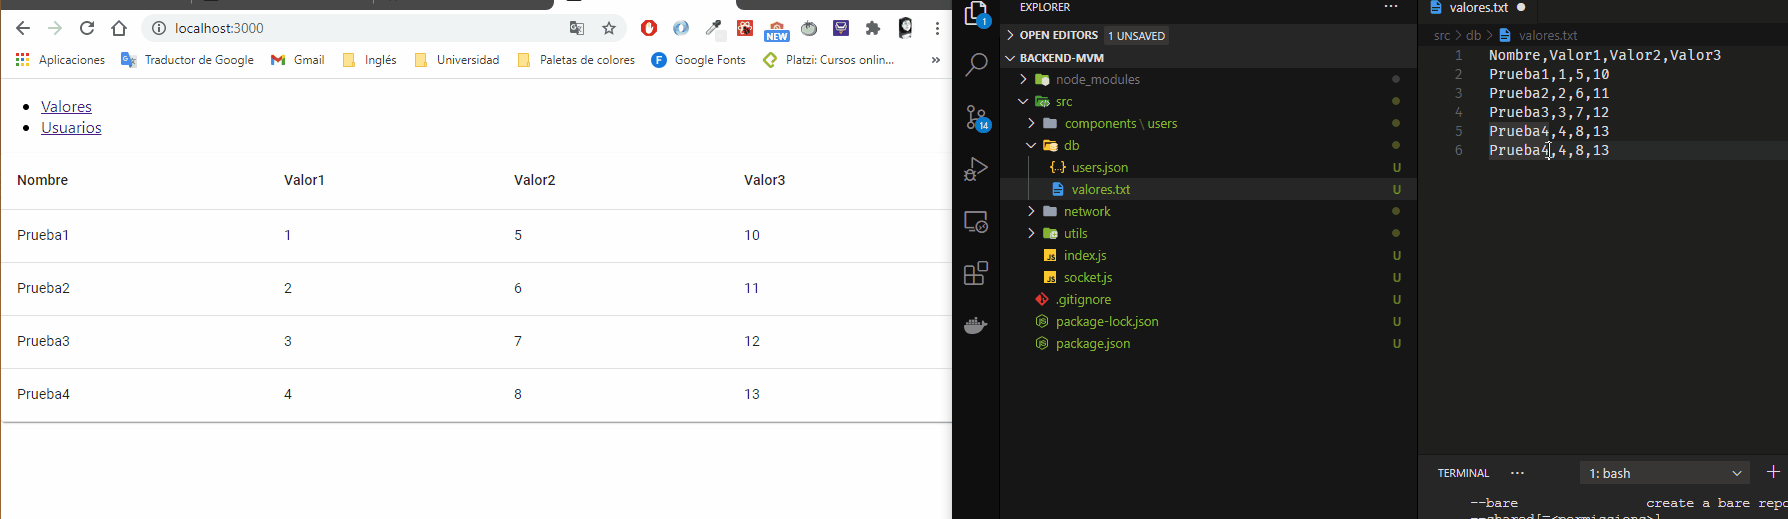 localhost:3000
Aplicaciones
Traductor de Google
Gmail
Inglés
Universidad
Paletas de colores
Google Fonts
Platzi: Cursos onlin...
»
NEW
Valores
Usuarios
Nombre Valor1 Valor2 Valor3
Prueba1 1 5 10
Prueba2 2 6 11
Prueba3 3 7 12
Prueba4 4 8 13
EXPLORER
OPEN EDITORS 1 UNSAVED
BACKEND-MVM
node_modules
src
components \ users
db
users.json U
valores.txt U
network
utils
index.js U
socket.js U
.gitignore U
package-lock.json U
package.json U
1
14
valores.txt
src > db > valores.txt
1 Nombre,Valor1,Valor2,Valor3
2 Prueba1,1,5,10
3 Prueba2,2,6,11
4 Prueba3,3,7,12
5 Prueba4,4,8,13
6 Prueba4,4,8,13
TERMINAL ... 1: bash
--bare create a bare repo
--shared[=<permissions>]